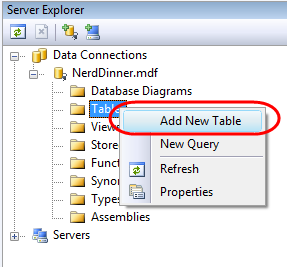 Server Explorer
Data Connections
NerdDinner.mdf
Database Diagrams
Table
Add New Table
View
New Query
Store
Funct
Refresh
Synor
Properties
Types
Assemblies
Servers